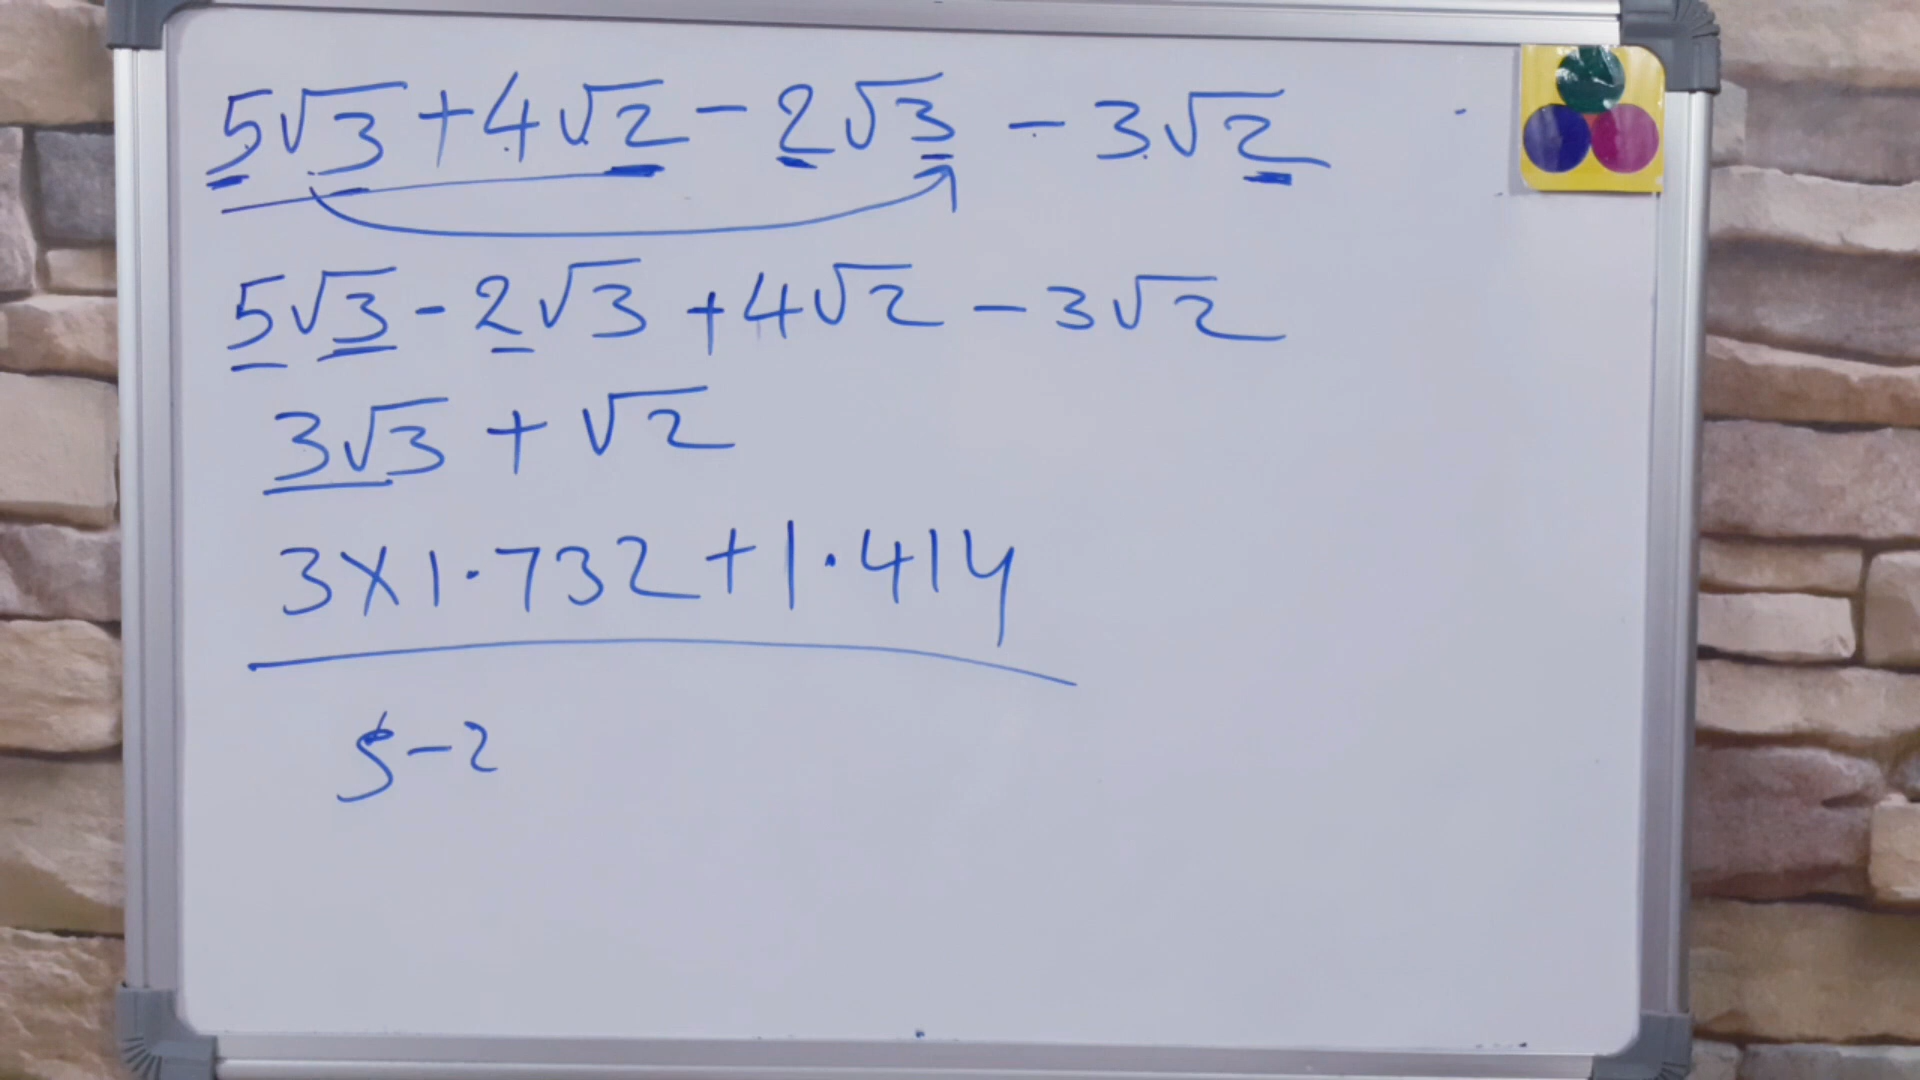 5√3 + 4√2 - 2√3 - 3√2
5√3 - 2√3 + 4√2 - 3√2
3√3 + √2
3×1.732 + 1.414
5-2